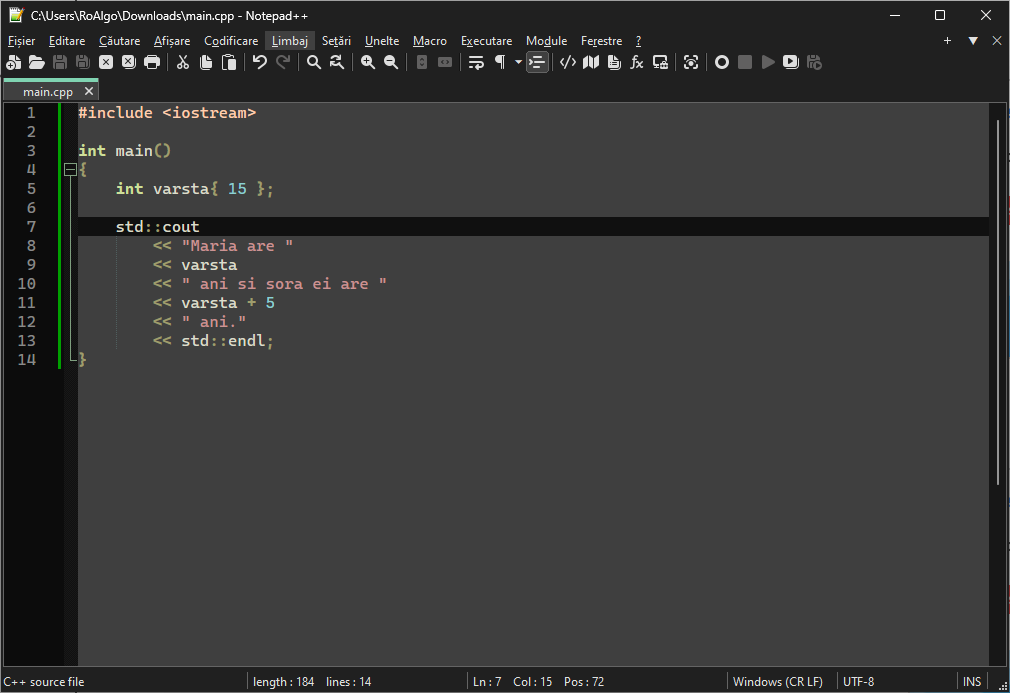 C:\Users\RoAlgo\Downloads\main.cpp - Notepad++
Fișier Editare Căutare Afișare Codificare Limbaj Setări Unelte Macro Executare Module Ferestre ?
main.cpp
1 #include <iostream>
2
3 int main()
4 {
5 int varsta{ 15 };
6
7 std::cout
8 << "Maria are "
9 << varsta
10 << " ani si sora ei are "
11 << varsta + 5
12 << " ani."
13 << std::endl;
14 }
C++ source file length : 184 lines : 14 Ln : 7 Col : 15 Pos : 72 Windows (CR LF) UTF-8 INS